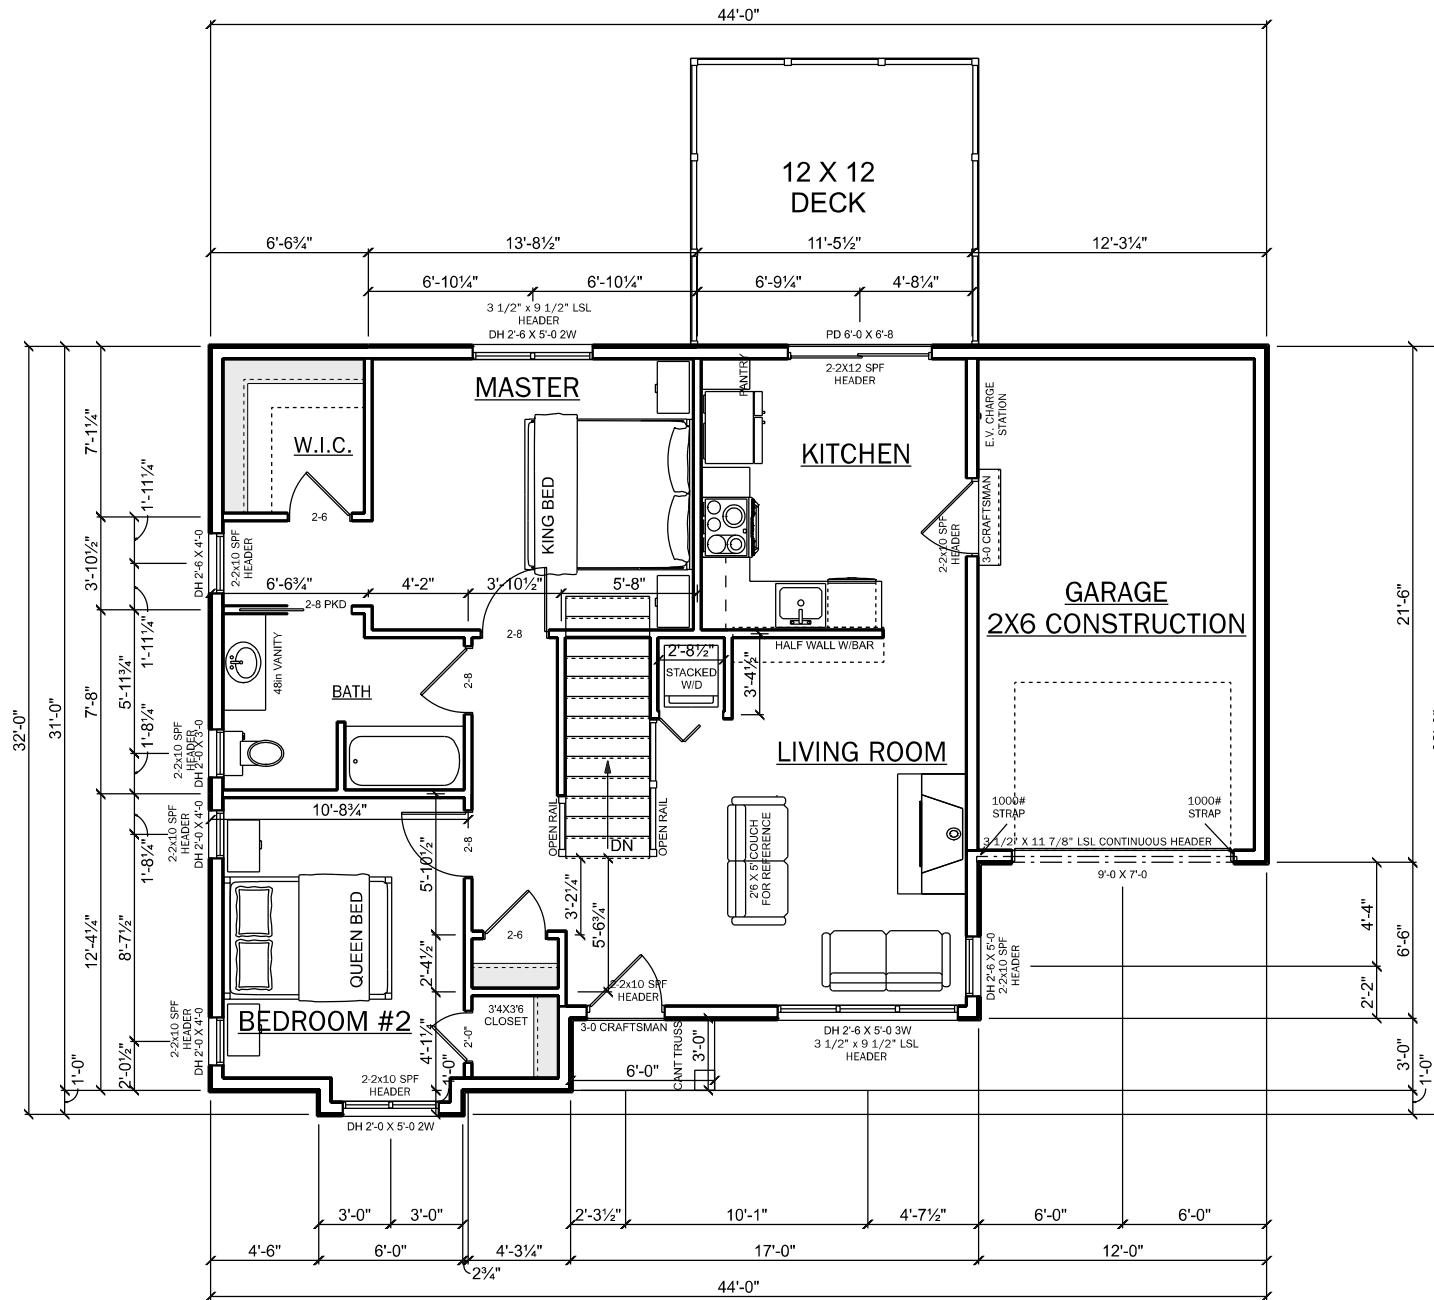 44'-0"
12 X 12
DECK
6'-6¾"
13'-8½"
11'-5½"
12'-3¼"
6'-10¼"
6'-10¼"
6'-9¼"
4'-8¼"
3 1/2" x 9 1/2" LSL
HEADER
DH 2'-6 X 5'-0 2W
PD 6'-0 X 6'-8
2-2X12 SPF
HEADER
MASTER
PANTRY
KITCHEN
E.V. CHARGE
STATION
W.I.C.
2-6
KING BED
3-0 CRAFTSMAN
2-2x10 SPF
HEADER
GARAGE
2X6 CONSTRUCTION
32'-0"
31'-0"
7'-1¼"
3'-10½"
7'-8"
12'-4¼"
1'-11¼"
1'-11¼"
5'-11¾"
1'-8¼"
1'-8¼"
8'-7½"
2'-0½"
1'-0"
DH 2'-6 X 4'-0
2-2x10 SPF
HEADER
6'-6¾"
4'-2"
3'-10½"
5'-8"
2-8 PKD
2-8
48in VANITY
BATH
2-8
2'-8½"
STACKED
W/D
3'-4½"
HALF WALL W/BAR
LIVING ROOM
2-2x10 SPF
HEADER
DH 2'-0 X 3'-0
2-2x10 SPF
HEADER
DH 2'-0 X 4'-0
10'-8¾"
2-8
OPEN RAIL
DN
OPEN RAIL
2'6 X 5' COUCH
FOR REFERENCE
1000#
STRAP
1000#
STRAP
3 1/2" X 11 7/8" LSL CONTINUOUS HEADER
9'-0 X 7'-0
21'-6"
6'-6"
4'-4"
2'-2"
3'-0"
1'-0"
5'-10½"
2'-4½"
4'-1¼"
1'-0"
3'-2¼"
5'-6¾"
QUEEN BED
2-6
BEDROOM #2
2-2x10 SPF
HEADER
DH 2'-0 X 4'-0
3'4X3'6
CLOSET
2'-0"
2-2x10 SPF
HEADER
3-0 CRAFTSMAN
CANT TRUSS
3'-0"
6'-0"
DH 2'-6 X 5'-0
2-2x10 SPF
HEADER
DH 2'-6 X 5'-0 3W
3 1/2" x 9 1/2" LSL
HEADER
2-2x10 SPF
HEADER
DH 2'-0 X 5'-0 2W
3'-0"
3'-0"
2'-3½"
10'-1"
4'-7½"
6'-0"
6'-0"
4'-6"
6'-0"
4'-3¼"
17'-0"
12'-0"
2¾"
44'-0"